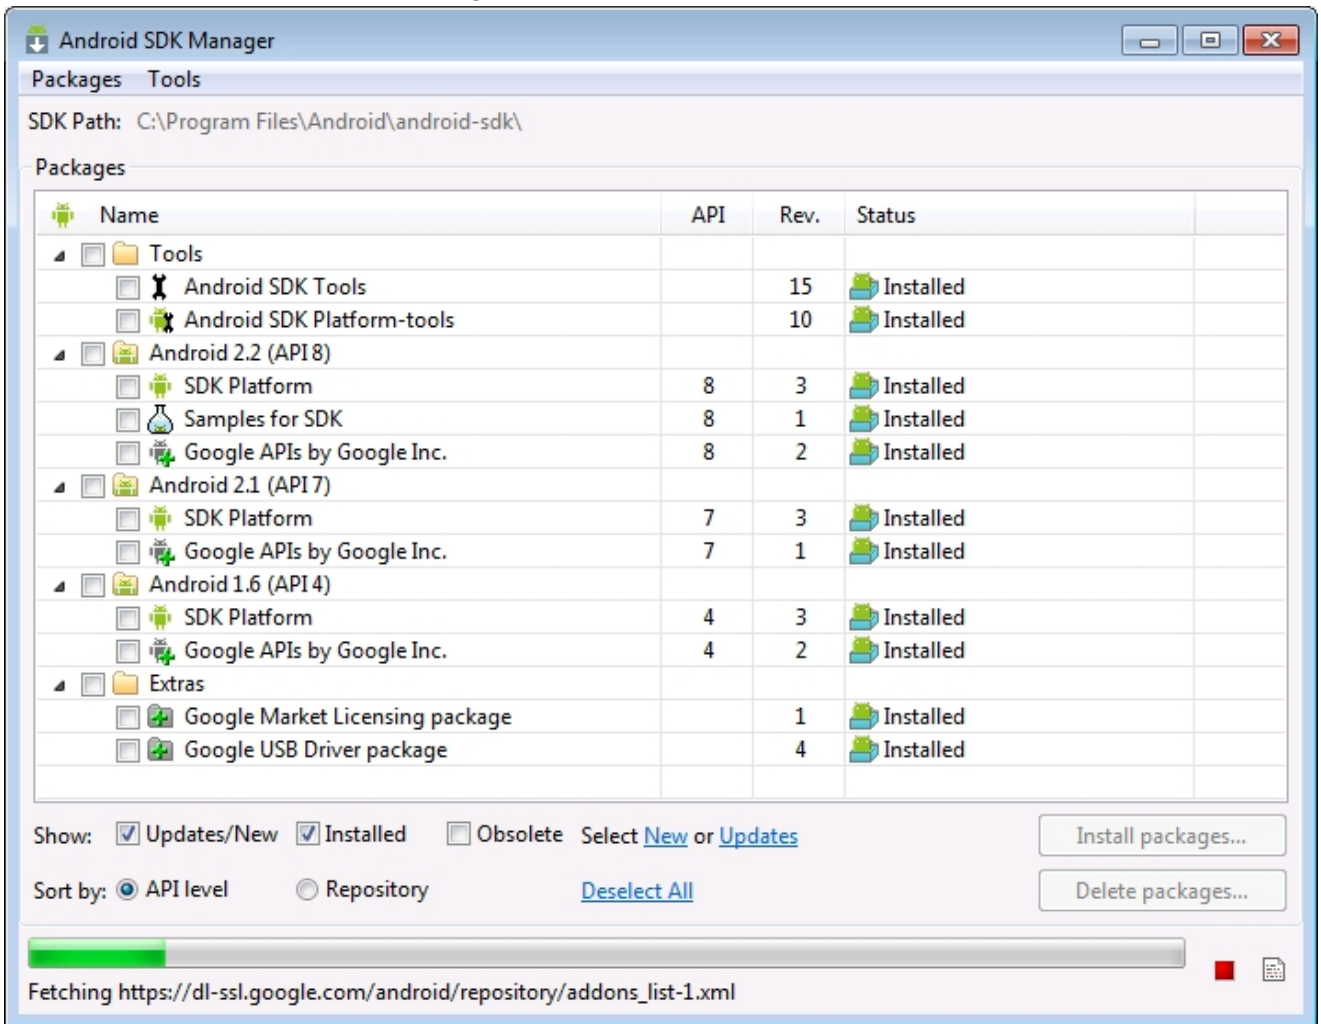 Android SDK Manager
Packages Tools
SDK Path: C:\Program Files\Android\android-sdk\
Packages
Name API Rev. Status
Tools
Android SDK Tools 15 Installed
Android SDK Platform-tools 10 Installed
Android 2.2 (API 8)
SDK Platform 8 3 Installed
Samples for SDK 8 1 Installed
Google APIs by Google Inc. 8 2 Installed
Android 2.1 (API 7)
SDK Platform 7 3 Installed
Google APIs by Google Inc. 7 1 Installed
Android 1.6 (API 4)
SDK Platform 4 3 Installed
Google APIs by Google Inc. 4 2 Installed
Extras
Google Market Licensing package 1 Installed
Google USB Driver package 4 Installed
Show: Updates/New Installed Obsolete Select New or Updates Install packages...
Sort by: API level Repository Deselect All Delete packages...
Fetching https://dl-ssl.google.com/android/repository/addons_list-1.xml